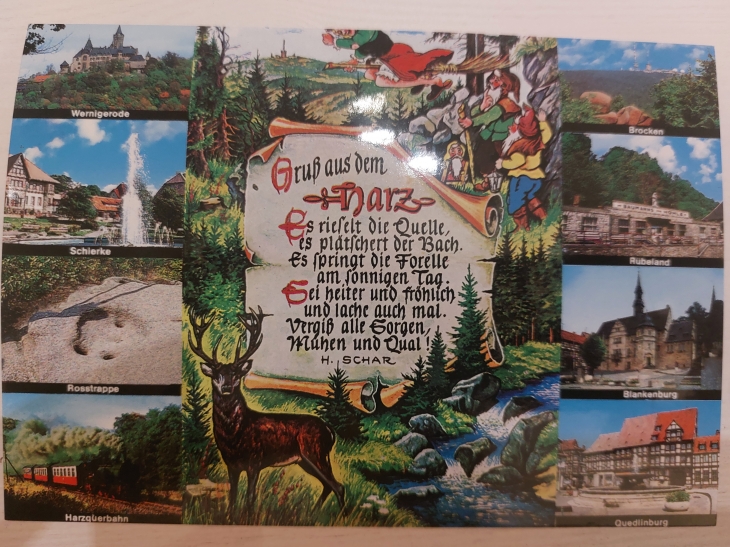 Wernigerode
Schierke
Rosstrappe
Harzquerbahn
Gruß aus dem
Harz
Es rieselt die Quelle,
es plätschert der Bach.
Es springt die Forelle
am sonnigen Tag.
Sei heiter und fröhlich
und lache auch mal.
Vergiß alle Sorgen,
Mühen und Qual!
H. SCHAR
Brocken
Rübeland
Blankenburg
Quedlinburg